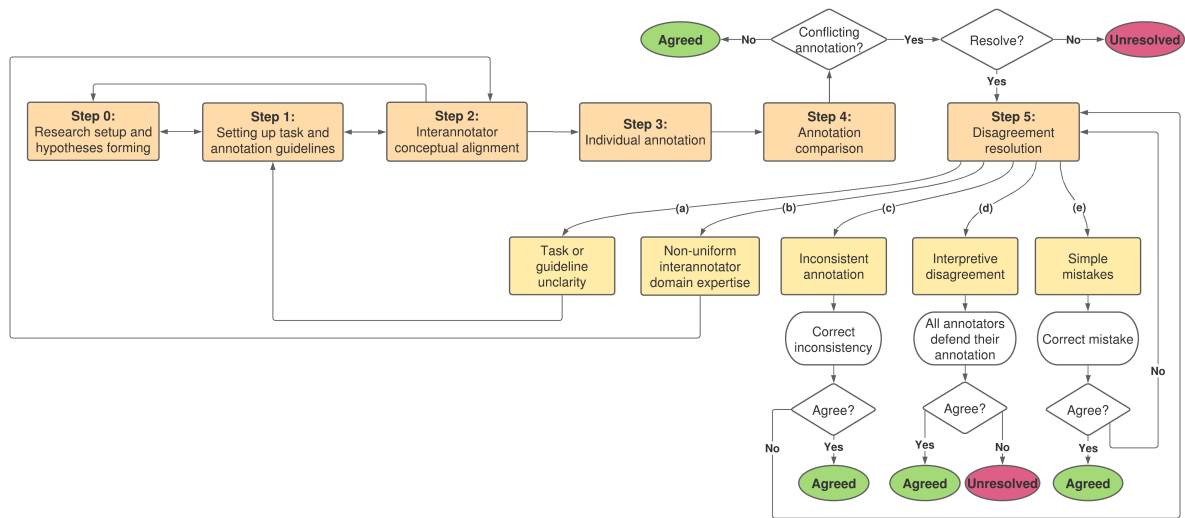 Agreed
No
Conflicting
annotation?
Yes
Resolve?
No
Unresolved
Yes
Step 0:
Research setup and
hypotheses forming
Step 1:
Setting up task and
annotation guidelines
Step 2:
Interannotator
conceptual alignment
Step 3:
Individual annotation
Step 4:
Annotation
comparison
Step 5:
Disagreement
resolution
(a)
(b)
(c)
(d)
(e)
Task or
guideline
unclarity
Non-uniform
interannotator
domain expertise
Inconsistent
annotation
Interpretive
disagreement
Simple
mistakes
Correct
inconsistency
All annotators
defend their
annotation
Correct mistake
No
Agree?
Agree?
Agree?
No
Yes
Yes
No
Yes
Agreed
Agreed
Unresolved
Agreed